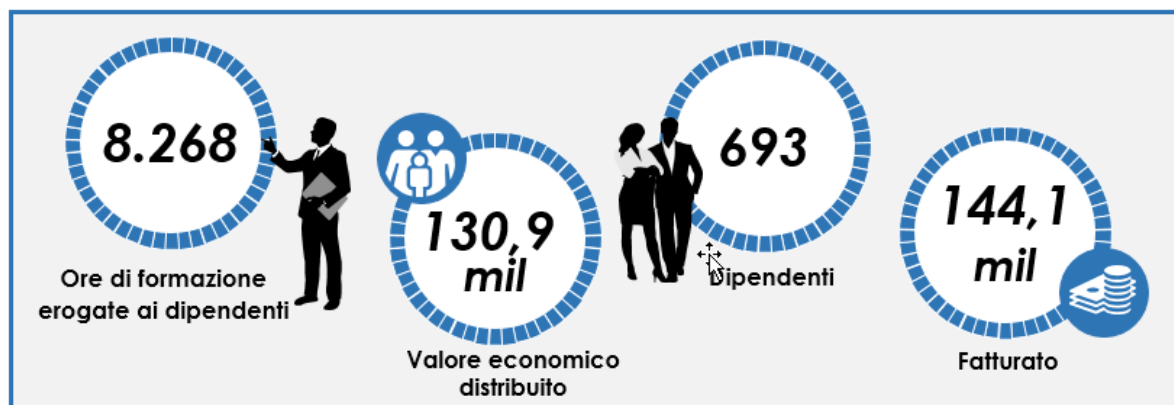 8.268
Ore di formazione
erogate ai dipendenti
130,9
mil
Valore economico
distribuito
693
Dipendenti
144,1
mil
Fatturato